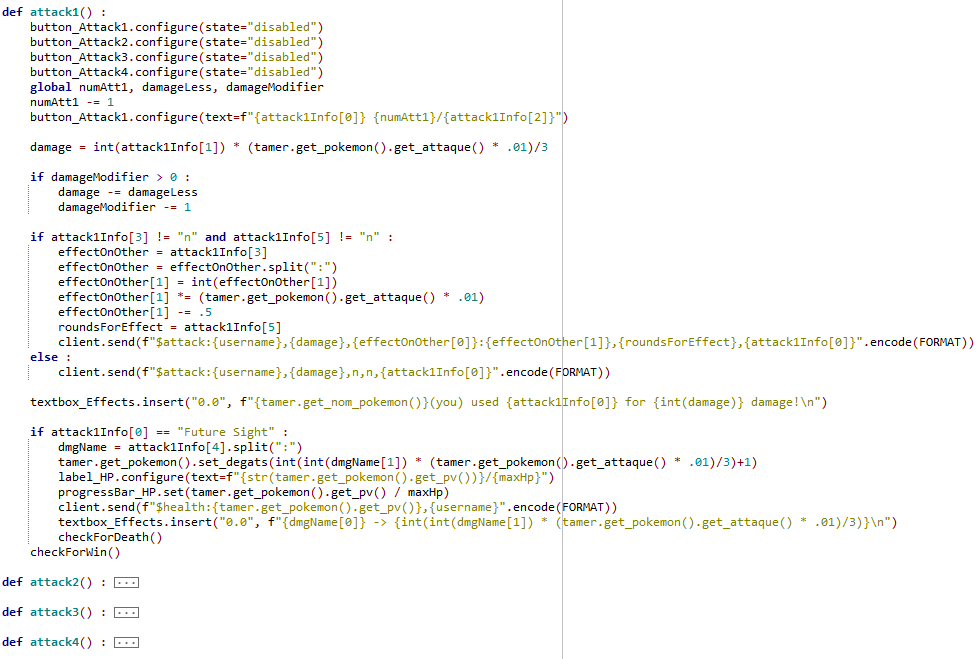 def attack1() :
    button_Attack1.configure(state="disabled")
    button_Attack2.configure(state="disabled")
    button_Attack3.configure(state="disabled")
    button_Attack4.configure(state="disabled")
    global numAtt1, damageLess, damageModifier
    numAtt1 -= 1
    button_Attack1.configure(text=f"{attack1Info[0]} {numAtt1}/{attack1Info[2]}")

    damage = int(attack1Info[1]) * (tamer.get_pokemon().get_attaque() * .01)/3

    if damageModifier > 0 :
        damage -= damageLess
        damageModifier -= 1

    if attack1Info[3] != "n" and attack1Info[5] != "n" :
        effectOnOther = attack1Info[3]
        effectOnOther = effectOnOther.split(":")
        effectOnOther[1] = int(effectOnOther[1])
        effectOnOther[1] *= (tamer.get_pokemon().get_attaque() * .01)
        effectOnOther[1] -= .5
        roundsForEffect = attack1Info[5]
        client.send(f"$attack:{username},{damage},{effectOnOther[0]}:{effectOnOther[1]},{roundsForEffect},{attack1Info[0]}".encode(FORMAT))
    else :
        client.send(f"$attack:{username},{damage},n,n,{attack1Info[0]}".encode(FORMAT))

    textbox_Effects.insert("0.0", f"{tamer.get_nom_pokemon()}(you) used {attack1Info[0]} for {int(damage)} damage!\n")

    if attack1Info[0] == "Future Sight" :
        dmgName = attack1Info[4].split(":")
        tamer.get_pokemon().set_degats(int(int(dmgName[1]) * (tamer.get_pokemon().get_attaque() * .01)/3)+1)
        label_HP.configure(text=f"{str(tamer.get_pokemon().get_pv())}/{maxHp}")
        progressBar_HP.set(tamer.get_pokemon().get_pv() / maxHp)
        client.send(f"$health:{tamer.get_pokemon().get_pv()},{username}".encode(FORMAT))
        textbox_Effects.insert("0.0", f"{dmgName[0]} -> {int(int(dmgName[1]) * (tamer.get_pokemon().get_attaque() * .01)/3)}\n")
        checkForDeath()
    checkForWin()

def attack2() : ...

def attack3() : ...

def attack4() : ...